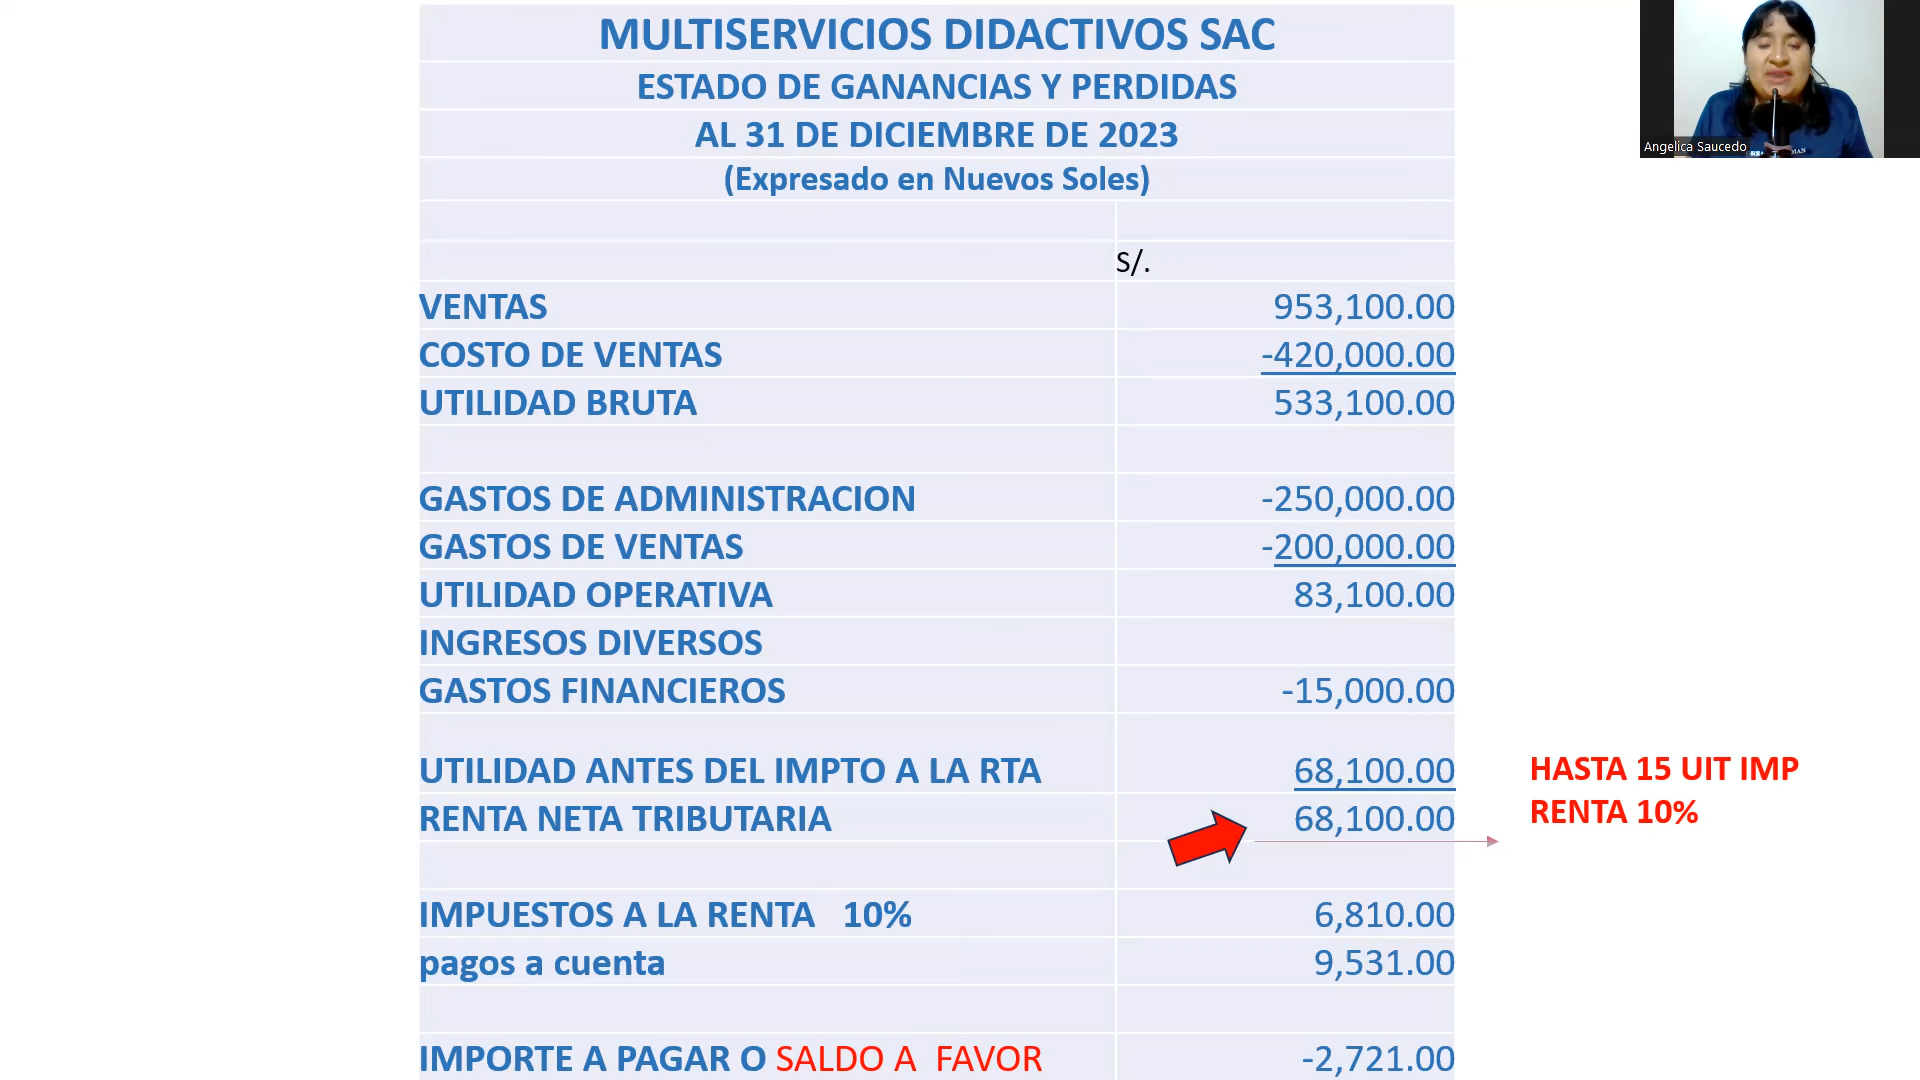 MULTISERVICIOS DIDACTIVOS SAC
ESTADO DE GANANCIAS Y PERDIDAS
AL 31 DE DICIEMBRE DE 2023
(Expresado en Nuevos Soles)
S/.
VENTAS 953,100.00
COSTO DE VENTAS -420,000.00
UTILIDAD BRUTA 533,100.00
GASTOS DE ADMINISTRACION -250,000.00
GASTOS DE VENTAS -200,000.00
UTILIDAD OPERATIVA 83,100.00
INGRESOS DIVERSOS
GASTOS FINANCIEROS -15,000.00
UTILIDAD ANTES DEL IMPTO A LA RTA 68,100.00
RENTA NETA TRIBUTARIA 68,100.00
IMPUESTOS A LA RENTA 10% 6,810.00
pagos a cuenta 9,531.00
IMPORTE A PAGAR O SALDO A FAVOR -2,721.00
HASTA 15 UIT IMP
RENTA 10%
Angelica Saucedo